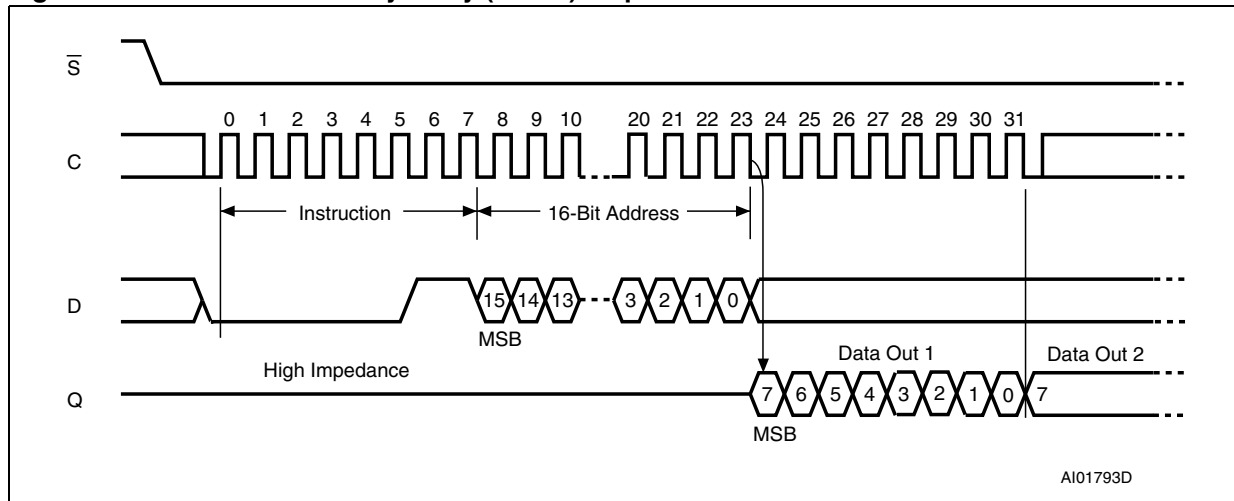 S̅
0 1 2 3 4 5 6 7 8 9 10 20 21 22 23 24 25 26 27 28 29 30 31
C
Instruction 16-Bit Address
D
15 14 13 3 2 1 0
MSB
High Impedance Data Out 1 Data Out 2
Q
7 6 5 4 3 2 1 0 7
MSB
AI01793D